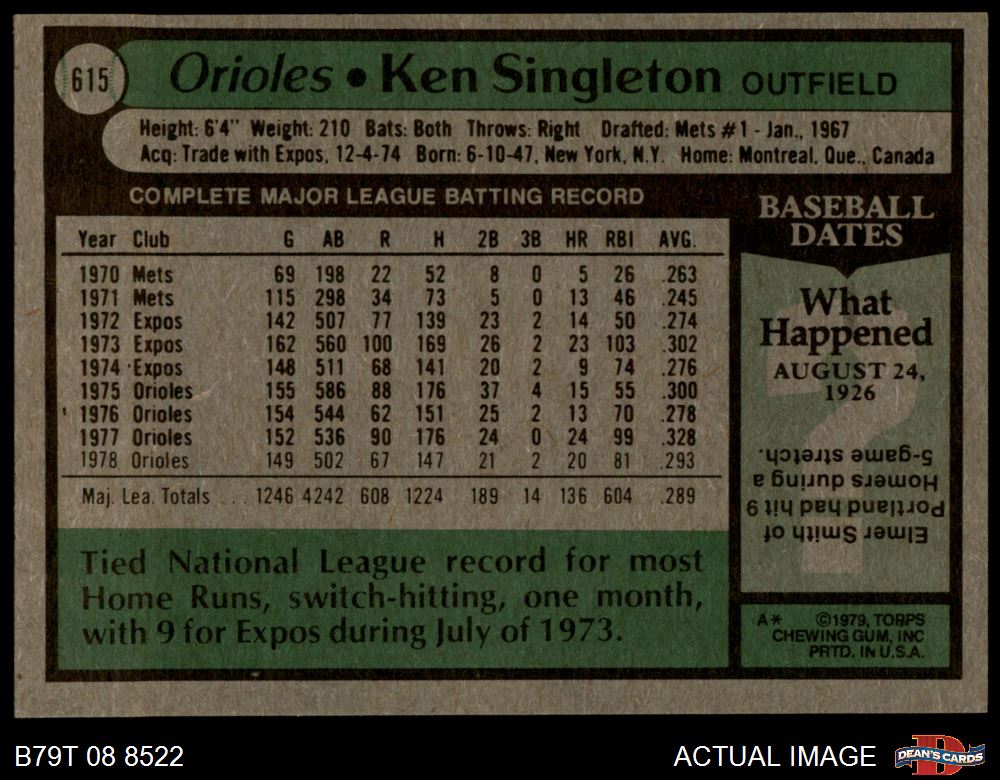 615
Orioles • Ken Singleton OUTFIELD
Height: 6'4" Weight: 210 Bats: Both Throws: Right Drafted: Mets #1 - Jan., 1967
Acq: Trade with Expos, 12-4-74 Born: 6-10-47, New York, N.Y. Home: Montreal, Que., Canada
COMPLETE MAJOR LEAGUE BATTING RECORD
Year Club G AB R H 2B 3B HR RBI AVG.
1970 Mets 69 198 22 52 8 0 5 26 .263
1971 Mets 115 298 34 73 5 0 13 46 .245
1972 Expos 142 507 77 139 23 2 14 50 .274
1973 Expos 162 560 100 169 26 2 23 103 .302
1974 Expos 148 511 68 141 20 2 9 74 .276
1975 Orioles 155 586 88 176 37 4 15 55 .300
1976 Orioles 154 544 62 151 25 2 13 70 .278
1977 Orioles 152 536 90 176 24 0 24 99 .328
1978 Orioles 149 502 67 147 21 2 20 81 .293
Maj. Lea. Totals ... 1246 4242 608 1224 189 14 136 604 .289
Tied National League record for most
Home Runs, switch-hitting, one month,
with 9 for Expos during July of 1973.
BASEBALL
DATES
What
Happened
AUGUST 24,
1926
Elmer Smith of
Portland had hit 9
Homers during a
5-game stretch.
A* ©1979, TOPPS
CHEWING GUM, INC
PRTD. IN U.S.A.
B79T 08 8522
ACTUAL IMAGE
DEAN'S CARDS